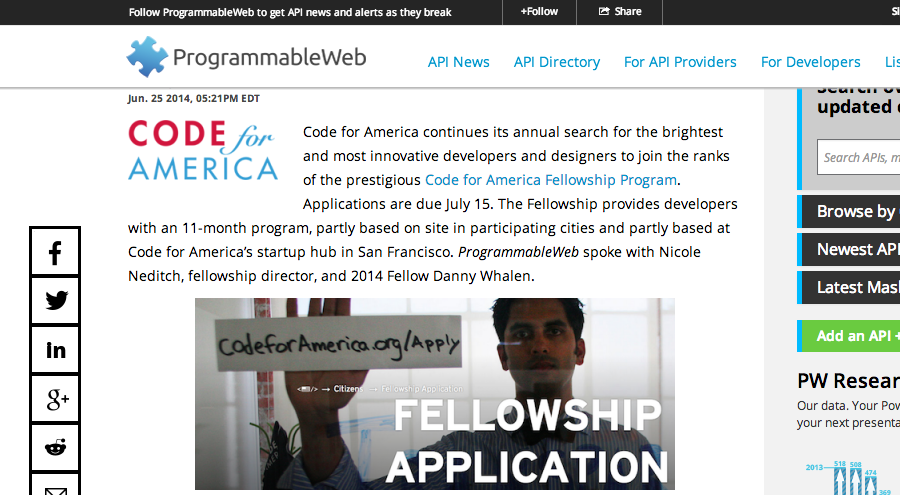 Follow ProgrammableWeb to get API news and alerts as they break
+Follow
Share
ProgrammableWeb
API News
API Directory
For API Providers
For Developers
Jun. 25 2014, 05:21PM EDT
CODE for
AMERICA
Code for America continues its annual search for the brightest
and most innovative developers and designers to join the ranks
of the prestigious Code for America Fellowship Program.
Applications are due July 15. The Fellowship provides developers
with an 11-month program, partly based on site in participating cities and partly based at
Code for America’s startup hub in San Francisco. ProgrammableWeb spoke with Nicole
Neditch, fellowship director, and 2014 Fellow Danny Whalen.
codeforAmerica.org/Apply
</> → Citizens → Fellowship Application
FELLOWSHIP
APPLICATION
updated
Search APIs, m
Browse by
Newest API
Latest Mas
Add an API +
PW Resear
Our data. Your Pow
your next presenta
2013
518
508
474
369
f
in
g+